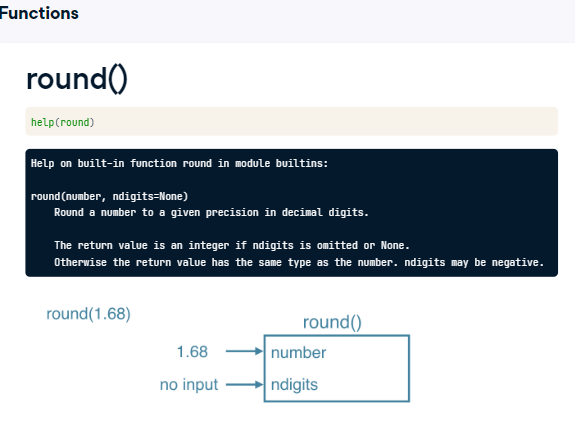 Functions
round()
help(round)
Help on built-in function round in module builtins:
round(number, ndigits=None)
Round a number to a given precision in decimal digits.
The return value is an integer if ndigits is omitted or None.
Otherwise the return value has the same type as the number. ndigits may be negative.
round(1.68)
round()
1.68 number
no input ndigits